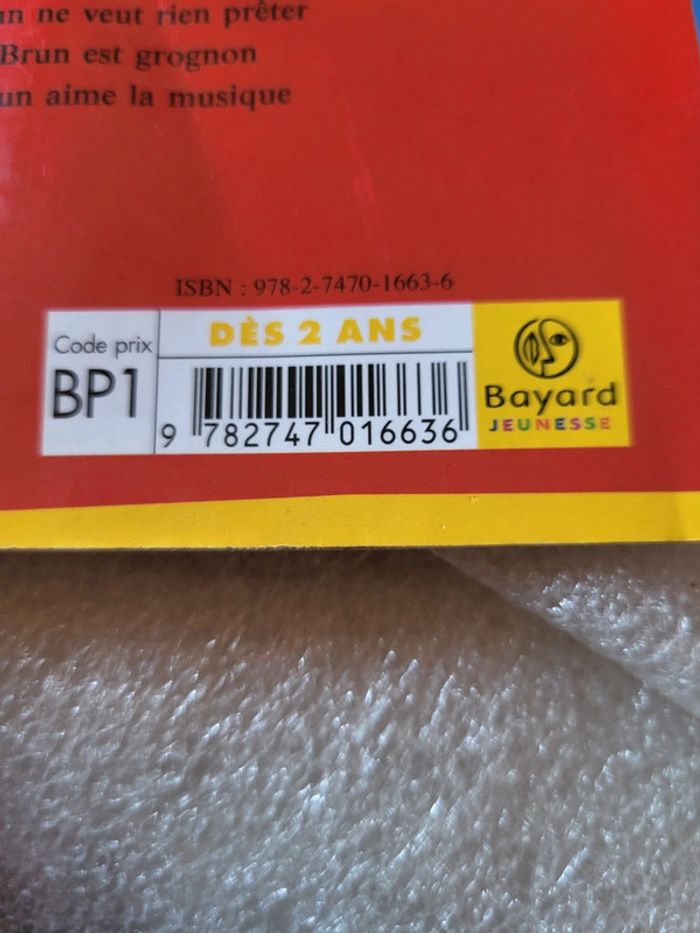 ne veut rien prêter
Brun est grognon
aime la musique
ISBN : 978-2-7470-1663-6
Code prix
BP1
DÈS 2 ANS
9 782747 016636
Bayard
JEUNESSE